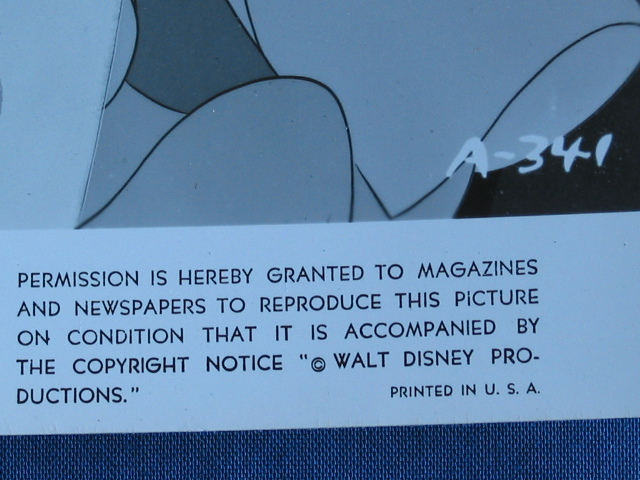 A-341
PERMISSION IS HEREBY GRANTED TO MAGAZINES
AND NEWSPAPERS TO REPRODUCE THIS PICTURE
ON CONDITION THAT IT IS ACCOMPANIED BY
THE COPYRIGHT NOTICE "© WALT DISNEY PRO-
DUCTIONS."
PRINTED IN U. S. A.